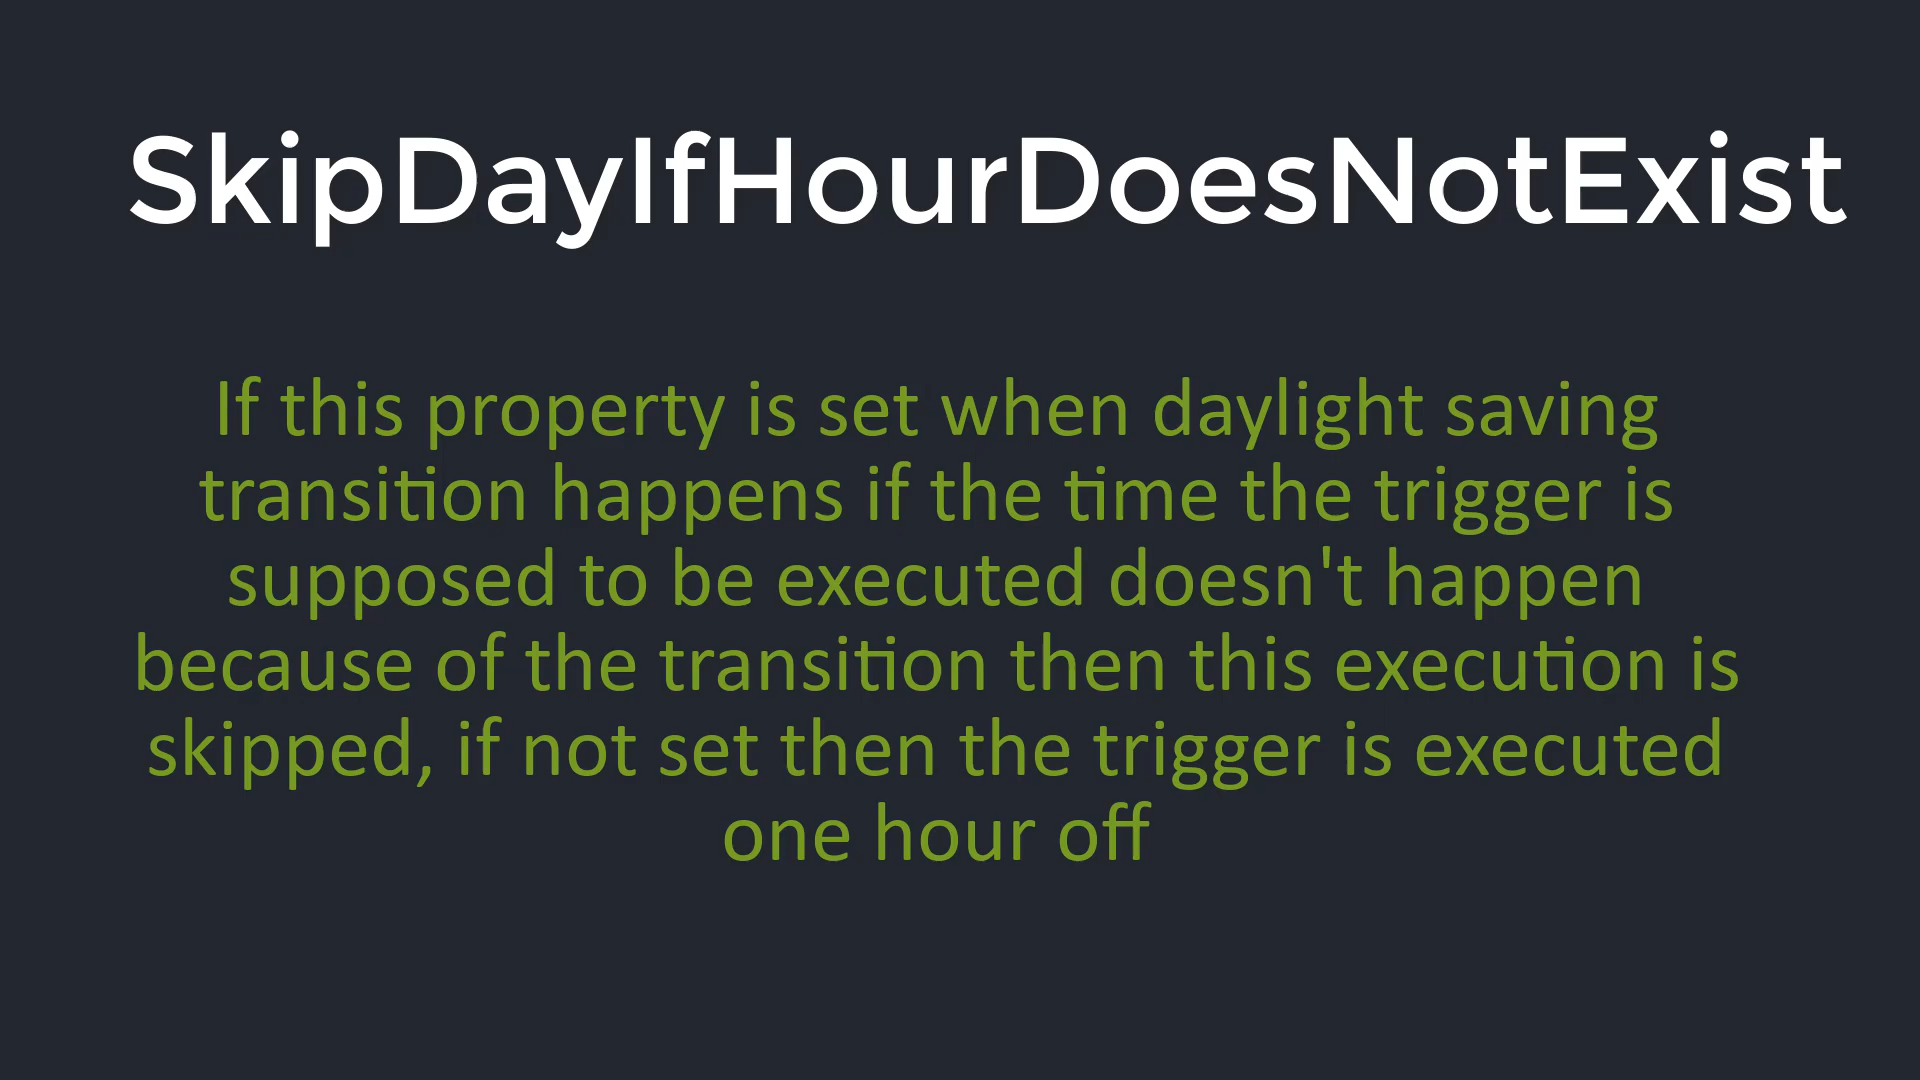 SkipDayIfHourDoesNotExist
If this property is set when daylight saving
transition happens if the time the trigger is
supposed to be executed doesn't happen
because of the transition then this execution is
skipped, if not set then the trigger is executed
one hour off